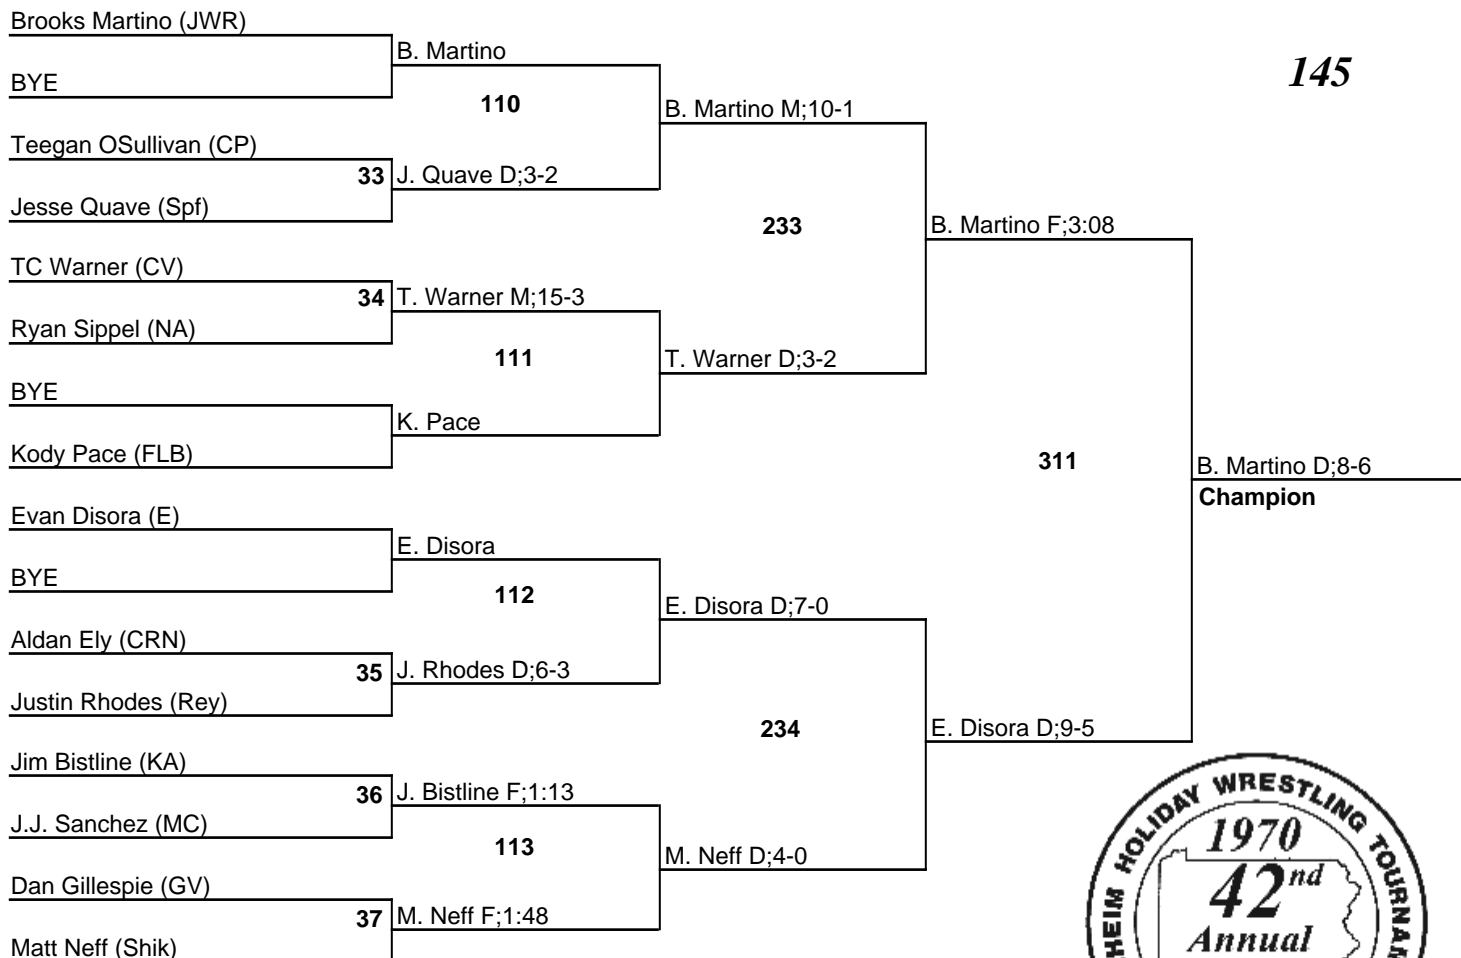 Brooks Martino (JWR)
B. Martino
145
BYE
110
B. Martino M;10-1
Teegan OSullivan (CP)
33
J. Quave D;3-2
Jesse Quave (Spf)
233
B. Martino F;3:08
TC Warner (CV)
34
T. Warner M;15-3
Ryan Sippel (NA)
111
T. Warner D;3-2
BYE
K. Pace
Kody Pace (FLB)
311
B. Martino D;8-6
Champion
Evan Disora (E)
E. Disora
BYE
112
E. Disora D;7-0
Aldan Ely (CRN)
35
J. Rhodes D;6-3
Justin Rhodes (Rey)
234
E. Disora D;9-5
Jim Bistline (KA)
36
J. Bistline F;1:13
J.J. Sanchez (MC)
113
M. Neff D;4-0
Dan Gillespie (GV)
37
M. Neff F;1:48
Matt Neff (Shik)
HEIM HOLIDAY WRESTLING TOURNAM
1970
42nd
Annual